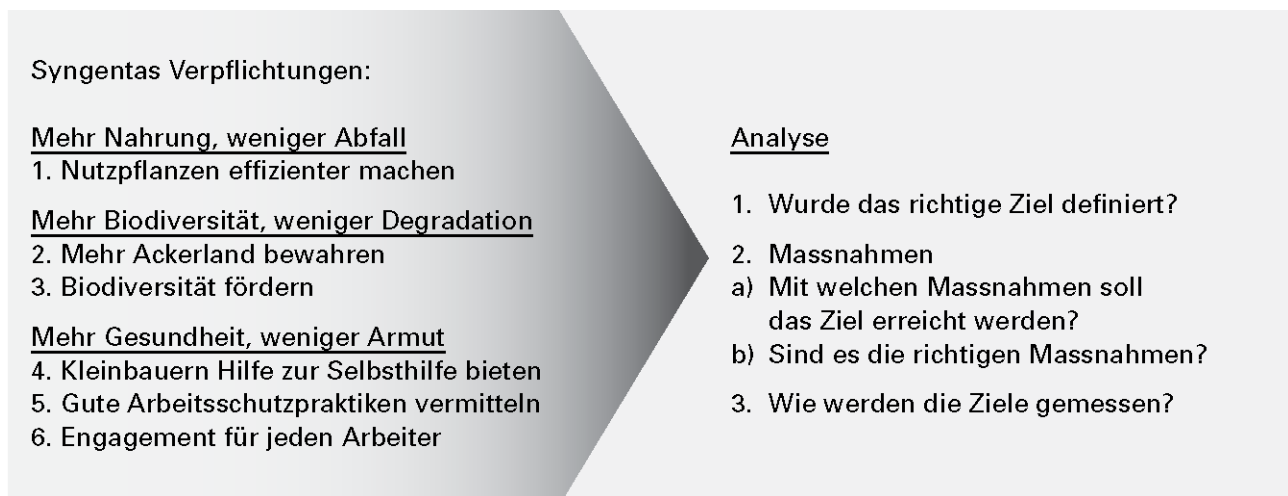 Syngentas Verpflichtungen:
Mehr Nahrung, weniger Abfall
1. Nutzpflanzen effizienter machen
Mehr Biodiversität, weniger Degradation
2. Mehr Ackerland bewahren
3. Biodiversität fördern
Mehr Gesundheit, weniger Armut
4. Kleinbauern Hilfe zur Selbsthilfe bieten
5. Gute Arbeitsschutzpraktiken vermitteln
6. Engagement für jeden Arbeiter
Analyse
1. Wurde das richtige Ziel definiert?
2. Massnahmen
a) Mit welchen Massnahmen soll
das Ziel erreicht werden?
b) Sind es die richtigen Massnahmen?
3. Wie werden die Ziele gemessen?